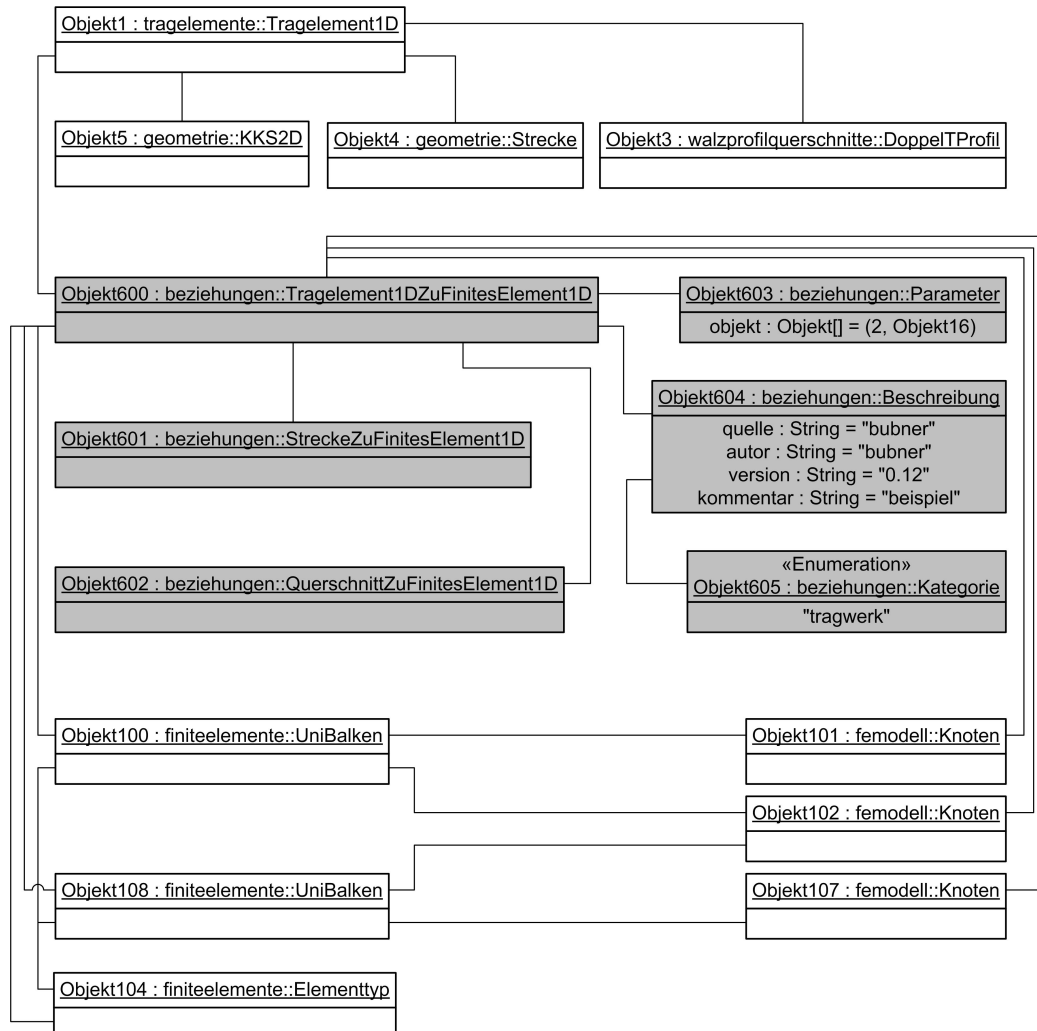 Objekt1 : tragelemente::Tragelement1D
Objekt5 : geometrie::KKS2D
Objekt4 : geometrie::Strecke
Objekt3 : walzprofilquerschnitte::DoppelTProfil
Objekt600 : beziehungen::Tragelement1DZuFinitesElement1D
Objekt603 : beziehungen::Parameter
objekt : Objekt[] = (2, Objekt16)
Objekt604 : beziehungen::Beschreibung
quelle : String = "bubner"
autor : String = "bubner"
version : String = "0.12"
kommentar : String = "beispiel"
Objekt601 : beziehungen::StreckeZuFinitesElement1D
Objekt602 : beziehungen::QuerschnittZuFinitesElement1D
«Enumeration»
Objekt605 : beziehungen::Kategorie
"tragwerk"
Objekt100 : finiteelemente::UniBalken
Objekt101 : femodell::Knoten
Objekt102 : femodell::Knoten
Objekt108 : finiteelemente::UniBalken
Objekt107 : femodell::Knoten
Objekt104 : finiteelemente::Elementtyp